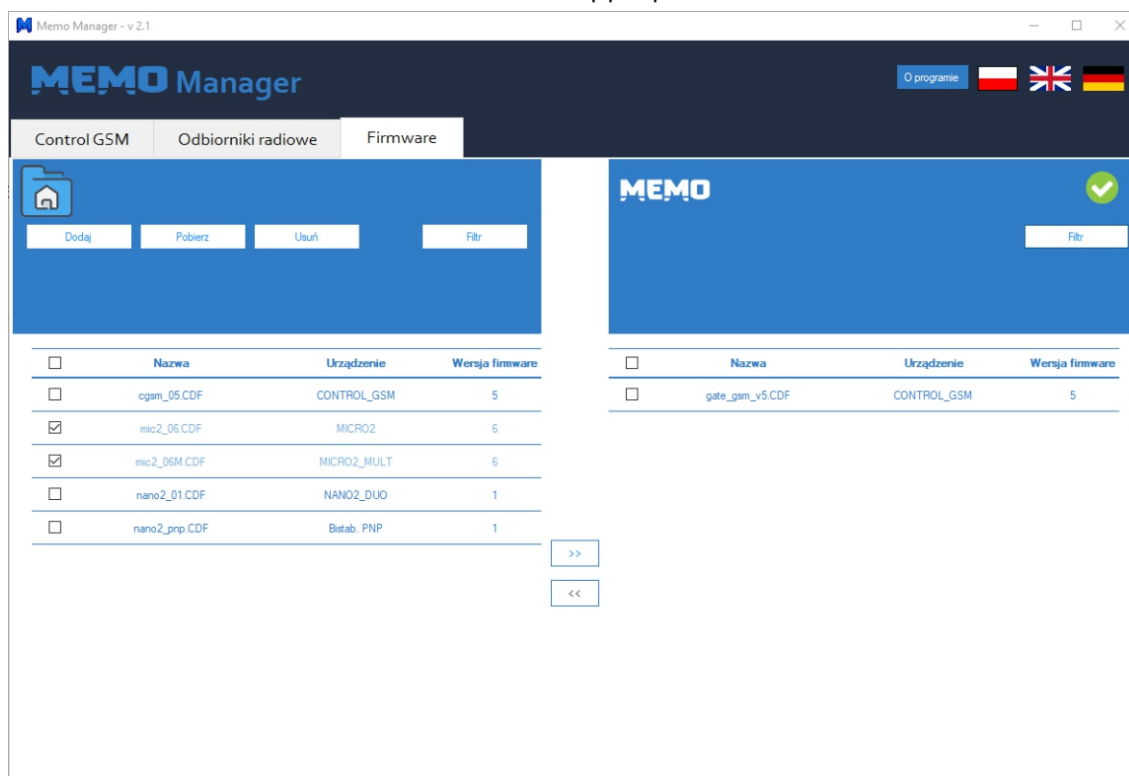 Memo Manager - v 2.1
MEMO Manager
O programie
Control GSM Odbiorniki radiowe Firmware
MEMO
Dodaj Pobierz Usuń Filtr
Filtr
Nazwa Urządzenie Wersja firmware
cgsm_05.CDF CONTROL_GSM 5
mic2_06.CDF MICRO2 6
mic2_06M.CDF MICRO2_MULT 6
nano2_01.CDF NANO2_DUO 1
nano2_pnp.CDF Bistab. PNP 1
>>
<<
Nazwa Urządzenie Wersja firmware
gate_gsm_v5.CDF CONTROL_GSM 5